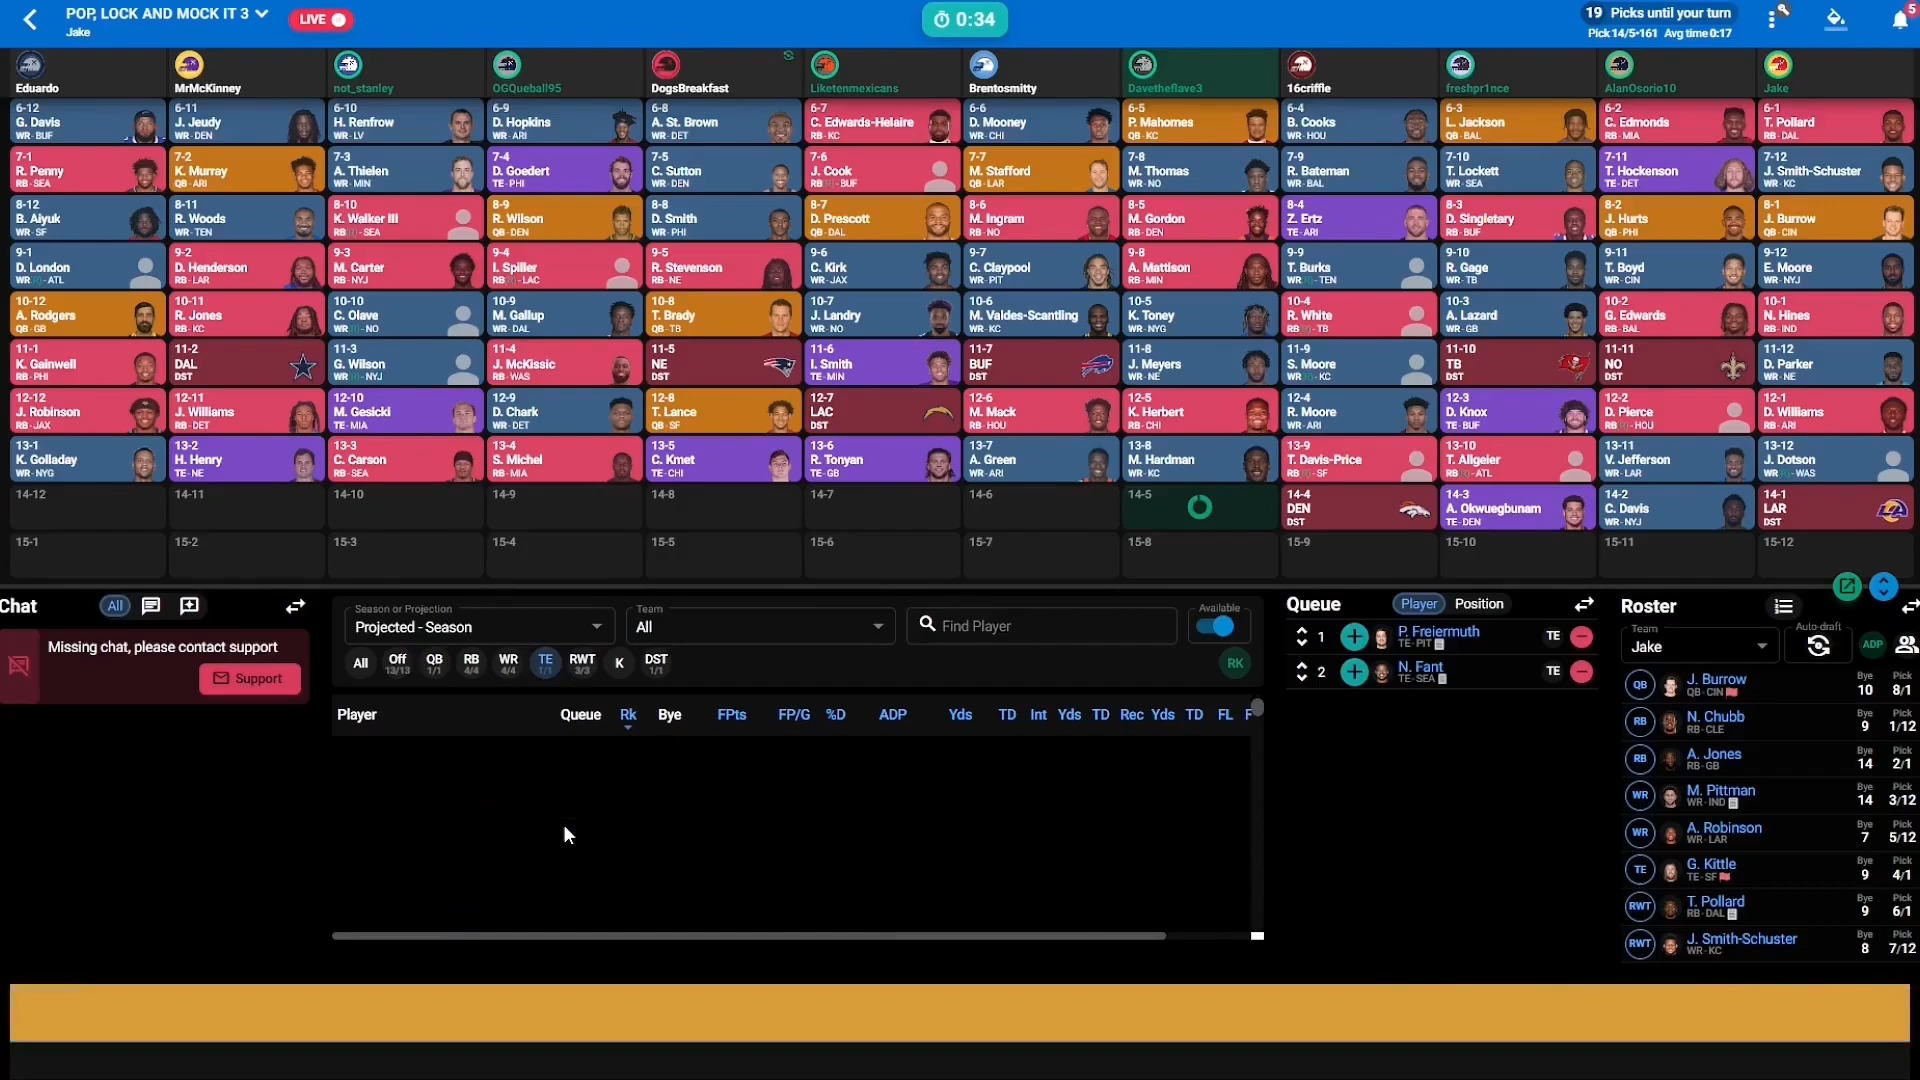 POP, LOCK AND MOCK IT 3
Jake
LIVE
0:34
19 Picks until your turn
Pick 14/5-161 Avg time 0:17
5
Eduardo MrMcKinney not_stanley OGQueball95 DogsBreakfast Liketenmexicans Brentosmitty Davetheflave3 16criffle freshpr1nce AlanOsorio10 Jake
6-12 6-11 6-10 6-9 6-8 6-7 6-6 6-5 6-4 6-3 6-2 6-1
G. Davis J. Jeudy H. Renfrow D. Hopkins A. St. Brown C. Edwards-Helaire D. Mooney P. Mahomes B. Cooks L. Jackson C. Edmonds T. Pollard
WR-BUF WR-DEN WR-LV WR-ARI WR-DET RB-KC WR-CHI QB-KC WR-HOU QB-BAL RB-MIA RB-DAL
7-1 7-2 7-3 7-4 7-5 7-6 7-7 7-8 7-9 7-10 7-11 7-12
R. Penny K. Murray A. Thielen D. Goedert C. Sutton J. Cook M. Stafford M. Thomas R. Bateman T. Lockett T. Hockenson J. Smith-Schuster
RB-SEA QB-ARI WR-MIN TE-PHI WR-DEN RB -BUF QB-LAR WR-NO WR-BAL WR-SEA TE-DET WR-KC
8-12 8-11 8-10 8-9 8-8 8-7 8-6 8-5 8-4 8-3 8-2 8-1
B. Aiyuk R. Woods K. Walker III R. Wilson D. Smith D. Prescott M. Ingram M. Gordon Z. Ertz D. Singletary J. Hurts J. Burrow
WR-SF WR-TEN RB -SEA QB-DEN WR-PHI QB-DAL RB-NO RB-DEN TE-ARI RB-BUF QB-PHI QB-CIN
9-1 9-2 9-3 9-4 9-5 9-6 9-7 9-8 9-9 9-10 9-11 9-12
D. London D. Henderson M. Carter I. Spiller R. Stevenson C. Kirk C. Claypool A. Mattison T. Burks R. Gage T. Boyd E. Moore
WR -ATL RB-LAR RB-NYJ RB -LAC RB-NE WR-JAX WR-PIT RB-MIN WR -TEN WR-TB WR-CIN WR-NYJ
10-12 10-11 10-10 10-9 10-8 10-7 10-6 10-5 10-4 10-3 10-2 10-1
A. Rodgers R. Jones C. Olave M. Gallup T. Brady J. Landry M. Valdes-Scantling K. Toney R. White A. Lazard G. Edwards N. Hines
QB-GB RB-KC WR -NO WR-DAL QB-TB WR-NO WR-KC WR-NYG RB -TB WR-GB RB-BAL RB-IND
11-1 11-2 11-3 11-4 11-5 11-6 11-7 11-8 11-9 11-10 11-11 11-12
K. Gainwell DAL G. Wilson J. McKissic NE I. Smith BUF J. Meyers S. Moore TB NO D. Parker
RB-PHI DST WR -NYJ RB-WAS DST TE-MIN DST WR-NE WR -KC DST DST WR-NE
12-12 12-11 12-10 12-9 12-8 12-7 12-6 12-5 12-4 12-3 12-2 12-1
J. Robinson J. Williams M. Gesicki D. Chark T. Lance LAC M. Mack K. Herbert R. Moore D. Knox D. Pierce D. Williams
RB-JAX RB-DET TE-MIA WR-DET QB-SF DST RB-HOU RB-CHI WR-ARI TE-BUF RB -HOU RB-ARI
13-1 13-2 13-3 13-4 13-5 13-6 13-7 13-8 13-9 13-10 13-11 13-12
K. Golladay H. Henry C. Carson S. Michel C. Kmet R. Tonyan A. Green M. Hardman T. Davis-Price T. Allgeier V. Jefferson J. Dotson
WR-NYG TE-NE RB-SEA RB-MIA TE-CHI TE-GB WR-ARI WR-KC RB -SF RB -ATL WR-LAR WR -WAS
14-12 14-11 14-10 14-9 14-8 14-7 14-6 14-5 14-4 14-3 14-2 14-1
DEN A. Okwuegbunam C. Davis LAR
DST TE-DEN WR-NYJ DST
15-1 15-2 15-3 15-4 15-5 15-6 15-7 15-8 15-9 15-10 15-11 15-12
Chat All
Missing chat, please contact support
Support
Season or Projection Team Available
Projected - Season All Find Player
All Off QB RB WR TE RWT K DST RK
13/13 1/1 4/4 4/4 1/1 3/3 1/1
Player Queue Rk Bye FPts FP/G %D ADP Yds TD Int Yds TD Rec Yds TD FL F
Queue Player Position
1 P. Freiermuth TE
TE-PIT
2 N. Fant TE
TE-SEA
Roster
Team Auto-draft
Jake ADP
QB J. Burrow Bye Pick
QB-CIN 10 8/1
RB N. Chubb Bye Pick
RB-CLE 9 1/12
RB A. Jones Bye Pick
RB-GB 14 2/1
WR M. Pittman Bye Pick
WR-IND 14 3/12
WR A. Robinson Bye Pick
WR-LAR 7 5/12
TE G. Kittle Bye Pick
TE-SF 9 4/1
RWT T. Pollard Bye Pick
RB-DAL 9 6/1
RWT J. Smith-Schuster Bye Pick
WR-KC 8 7/12